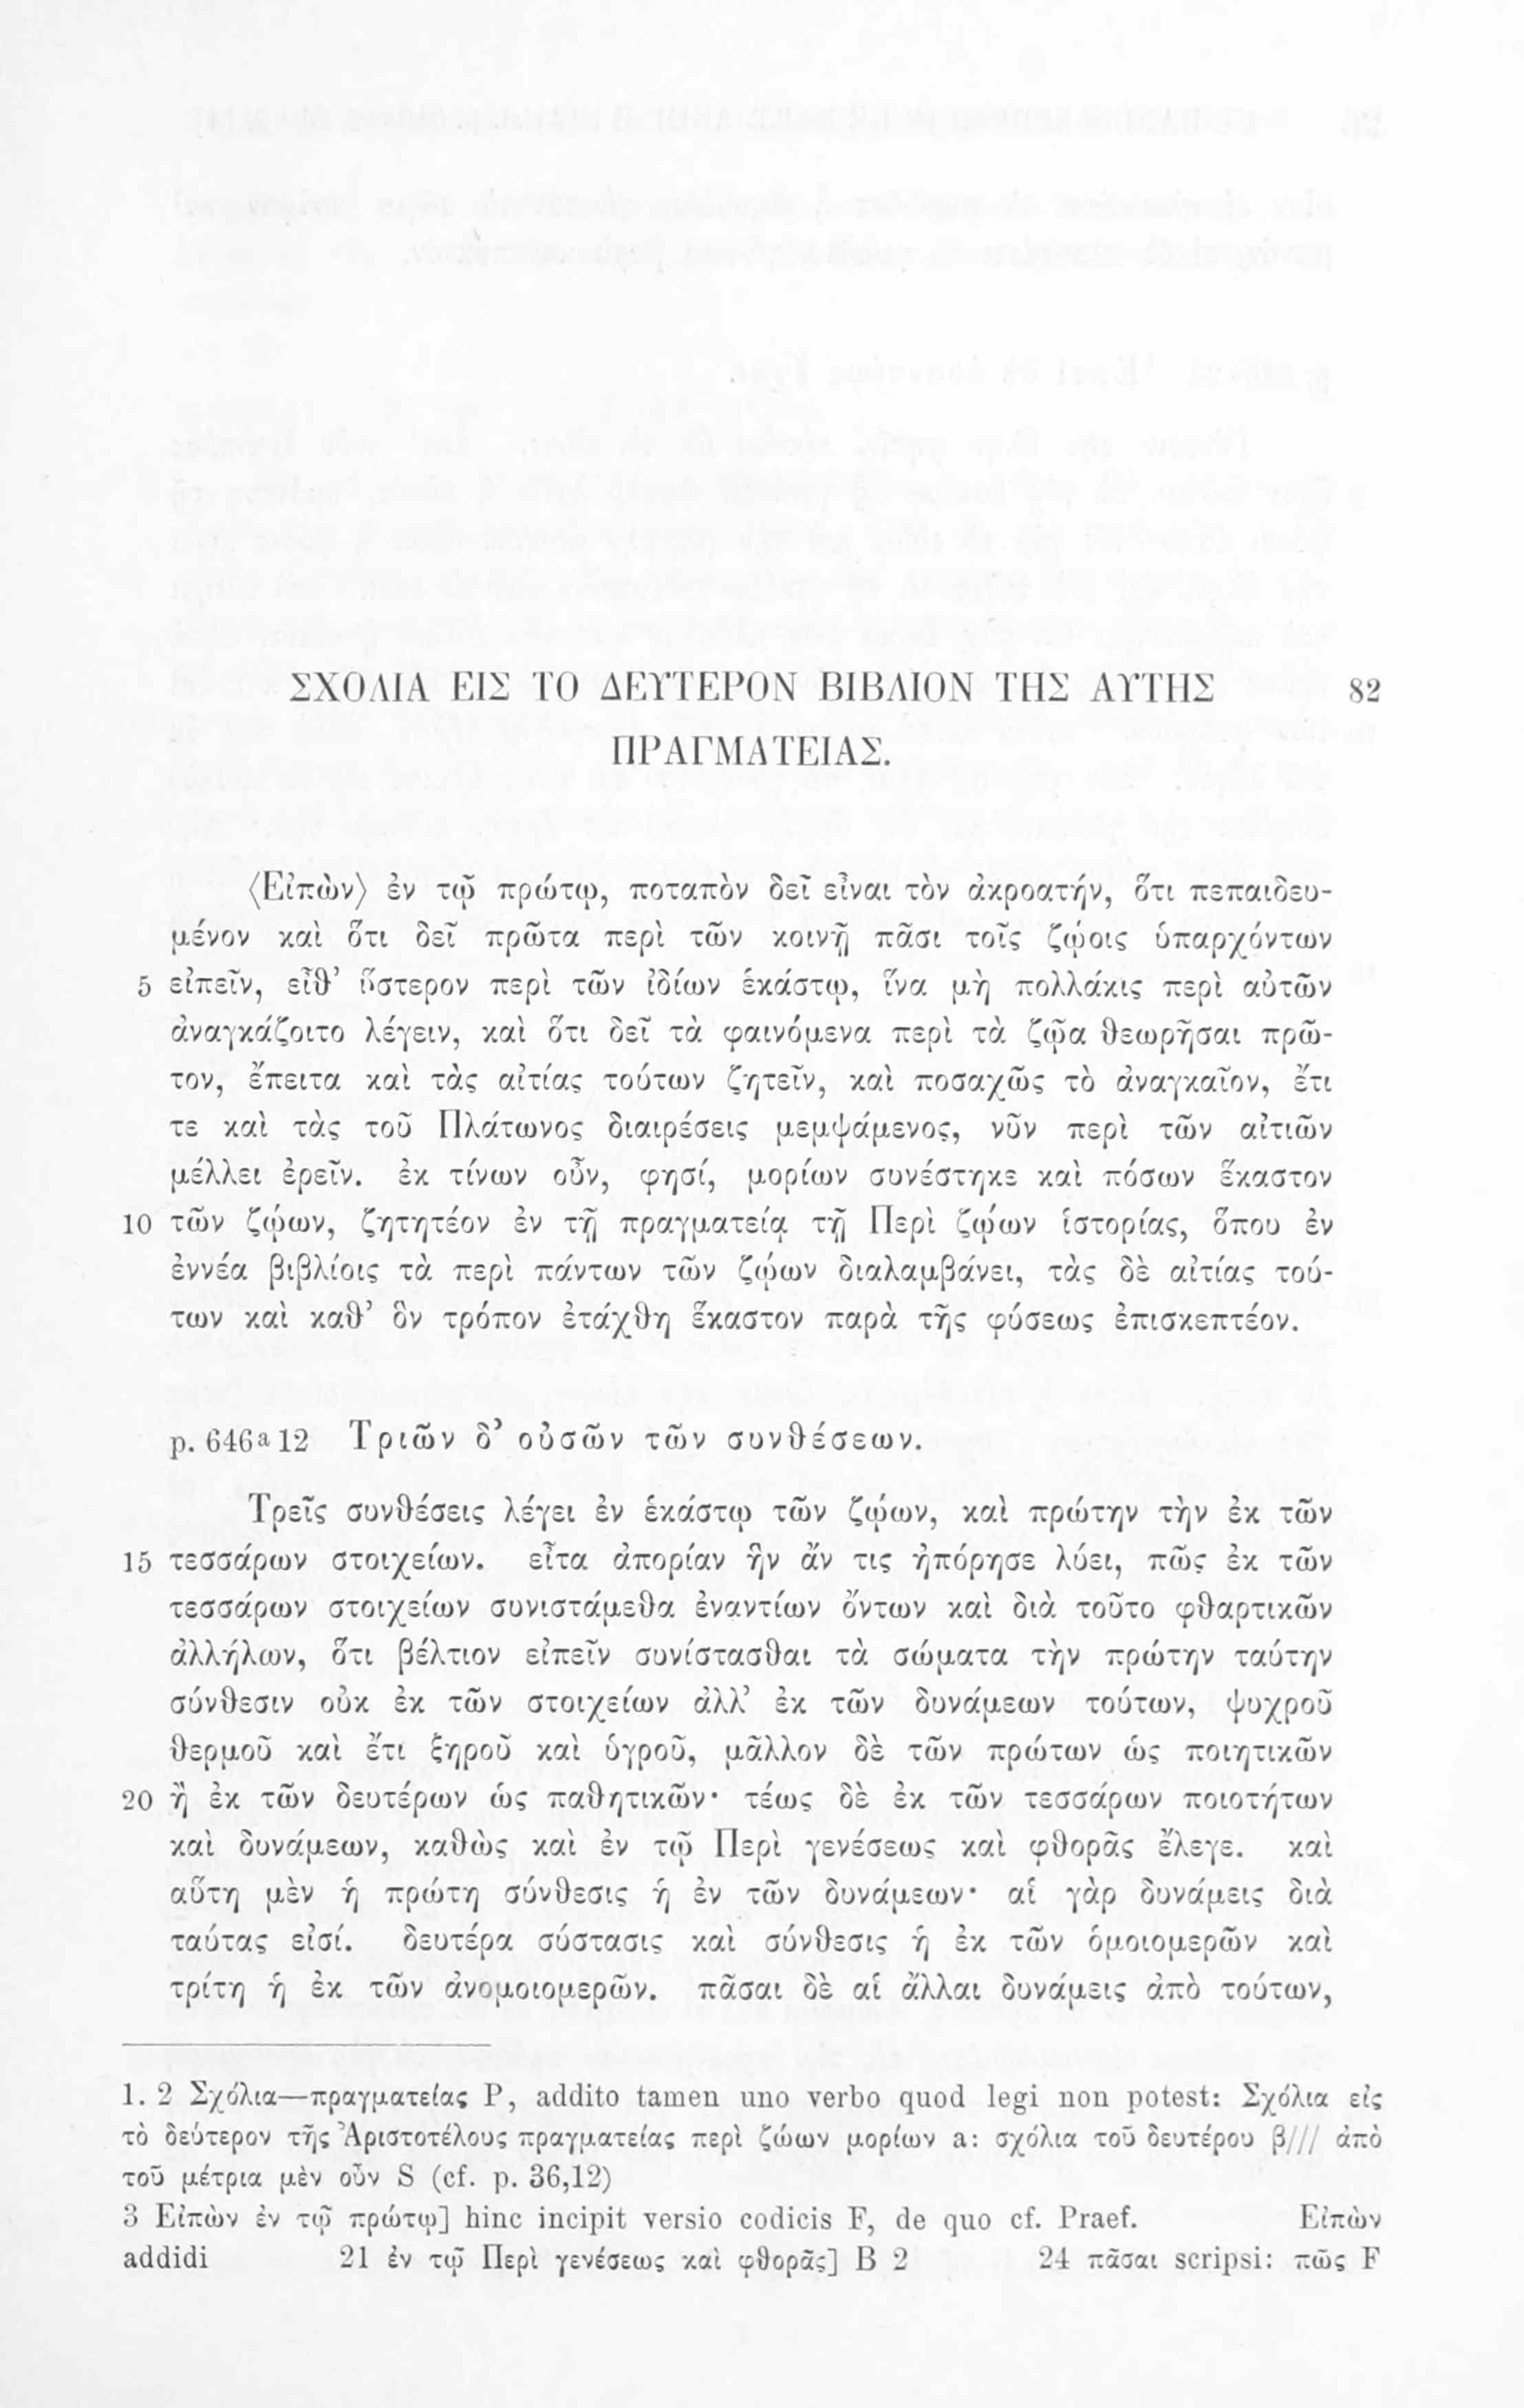 ΣΧΟΛΙΑ ΕΙΣ ΤΟ ΔΕΥΤΕΡΟΝ ΒΙΒΛΙΟΝ ΤΗΣ ΑΥΤΗΣ 82
ΠΡΑΓΜΑΤΕΙΑΣ.
⟨Εἰπὼν⟩ ἐν τῷ πρώτῳ, ποταπὸν δεῖ εἶναι τὸν ἀκροατήν, ὅτι πεπαιδευ-
μένον καὶ ὅτι δεῖ πρῶτα περὶ τῶν κοινῇ πᾶσι τοῖς ζῴοις ὑπαρχόντων
5 εἰπεῖν, εἶθ’ ὕστερον περὶ τῶν ἰδίων ἑκάστῳ, ἵνα μὴ πολλάκις περὶ αὐτῶν
ἀναγκάζοιτο λέγειν, καὶ ὅτι δεῖ τὰ φαινόμενα περὶ τὰ ζῷα θεωρῆσαι πρῶ-
τον, ἔπειτα καὶ τὰς αἰτίας τούτων ζητεῖν, καὶ ποσαχῶς τὸ ἀναγκαῖον, ἔτι
τε καὶ τὰς τοῦ Πλάτωνος διαιρέσεις μεμψάμενος, νῦν περὶ τῶν αἰτιῶν
μέλλει ἐρεῖν. ἐκ τίνων οὖν, φησί, μορίων συνέστηκε καὶ πόσων ἕκαστον
10 τῶν ζῴων, ζητητέον ἐν τῇ πραγματείᾳ τῇ Περὶ ζῴων ἱστορίας, ὅπου ἐν
ἐννέα βιβλίοις τὰ περὶ πάντων τῶν ζῴων διαλαμβάνει, τὰς δὲ αἰτίας τού-
των καὶ καθ’ ὃν τρόπον ἐτάχθη ἕκαστον παρὰ τῆς φύσεως ἐπισκεπτέον.
p. 646a12 Τριῶν δ’ οὐσῶν τῶν συνθέσεων.
Τρεῖς συνθέσεις λέγει ἐν ἑκάστῳ τῶν ζῴων, καὶ πρώτην τὴν ἐκ τῶν
15 τεσσάρων στοιχείων. εἶτα ἀπορίαν ἣν ἄν τις ἠπόρησε λύει, πῶς ἐκ τῶν
τεσσάρων στοιχείων συνιστάμεθα ἐναντίων ὄντων καὶ διὰ τοῦτο φθαρτικῶν
ἀλλήλων, ὅτι βέλτιον εἰπεῖν συνίστασθαι τὰ σώματα τὴν πρώτην ταύτην
σύνθεσιν οὐκ ἐκ τῶν στοιχείων ἀλλ’ ἐκ τῶν δυνάμεων τούτων, ψυχροῦ
θερμοῦ καὶ ἔτι ξηροῦ καὶ ὑγροῦ, μᾶλλον δὲ τῶν πρώτων ὡς ποιητικῶν
20 ἢ ἐκ τῶν δευτέρων ὡς παθητικῶν· τέως δὲ ἐκ τῶν τεσσάρων ποιοτήτων
καὶ δυνάμεων, καθὼς καὶ ἐν τῷ Περὶ γενέσεως καὶ φθορᾶς ἔλεγε. καὶ
αὕτη μὲν ἡ πρώτη σύνθεσις ἡ ἐν τῶν δυνάμεων· αἱ γὰρ δυνάμεις διὰ
ταύτας εἰσί. δευτέρα σύστασις καὶ σύνθεσις ἡ ἐκ τῶν ὁμοιομερῶν καὶ
τρίτη ἡ ἐκ τῶν ἀνομοιομερῶν. πᾶσαι δὲ αἱ ἄλλαι δυνάμεις ἀπὸ τούτων,
1. 2 Σχόλια—πραγματείας P, addito tamen uno verbo quod legi non potest: Σχόλια εἰς
τὸ δεύτερον τῆς Ἀριστοτέλους πραγματείας περὶ ζώων μορίων a: σχόλια τοῦ δευτέρου β/// ἀπὸ
τοῦ μέτρια μὲν οὖν S (cf. p. 36,12)
3 Εἰπὼν ἐν τῷ πρώτῳ] hinc incipit versio codicis F, de quo cf. Praef. Εἰπὼν
addidi 21 ἐν τῷ Περὶ γενέσεως καὶ φθορᾶς] B 2 24 πᾶσαι scripsi: πῶς F